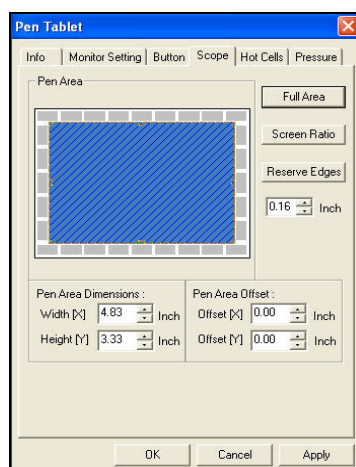 Pen Tablet
Info Monitor Setting Button Scope Hot Cells Pressure
Pen Area
Full Area
Screen Ratio
Reserve Edges
0.16 Inch
Pen Area Dimensions : Pen Area Offset :
Width [X] 4.83 Inch Offset [X] 0.00 Inch
Height [Y] 3.33 Inch Offset [Y] 0.00 Inch
OK Cancel Apply